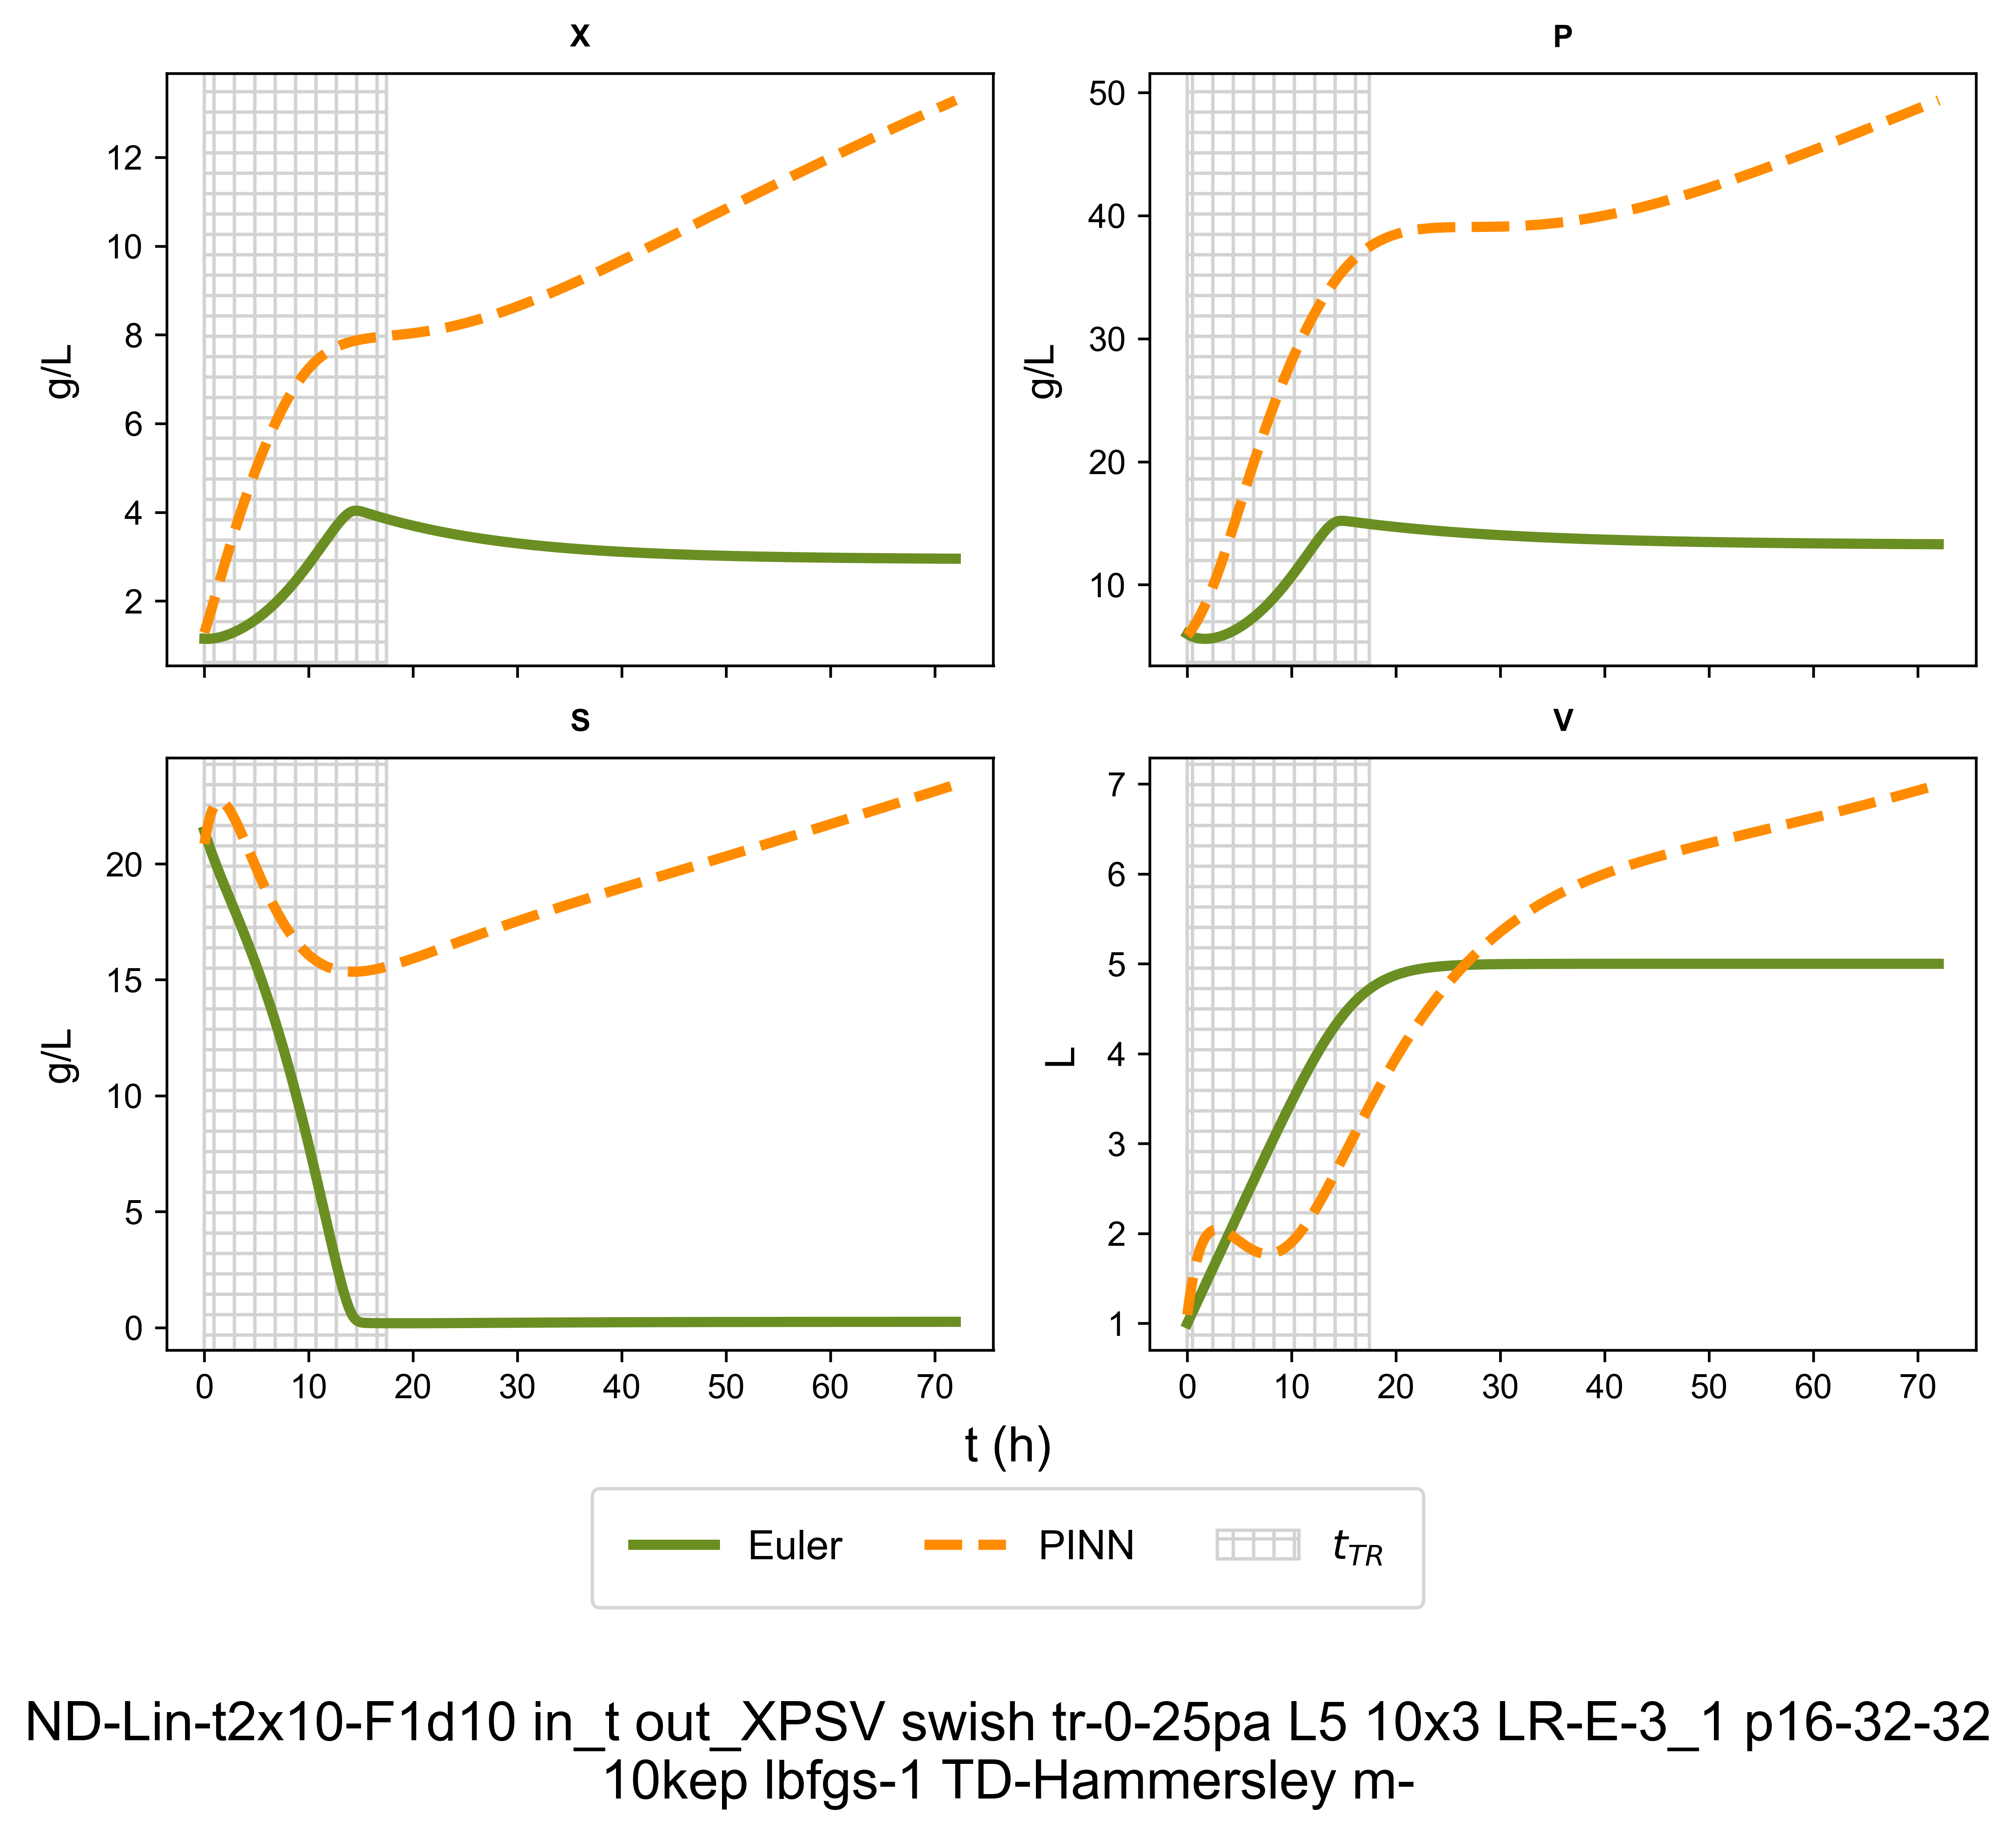 X
P
12
10
8
6
4
2
g/L
50
40
30
20
10
g/L
S
V
20
15
10
5
0
g/L
7
6
5
4
3
2
1
L
0 10 20 30 40 50 60 70
0 10 20 30 40 50 60 70
t (h)
Euler PINN t_TR
ND-Lin-t2x10-F1d10 in_t out_XPSV swish tr-0-25pa L5 10x3 LR-E-3_1 p16-32-32
10kep lbfgs-1 TD-Hammersley m-